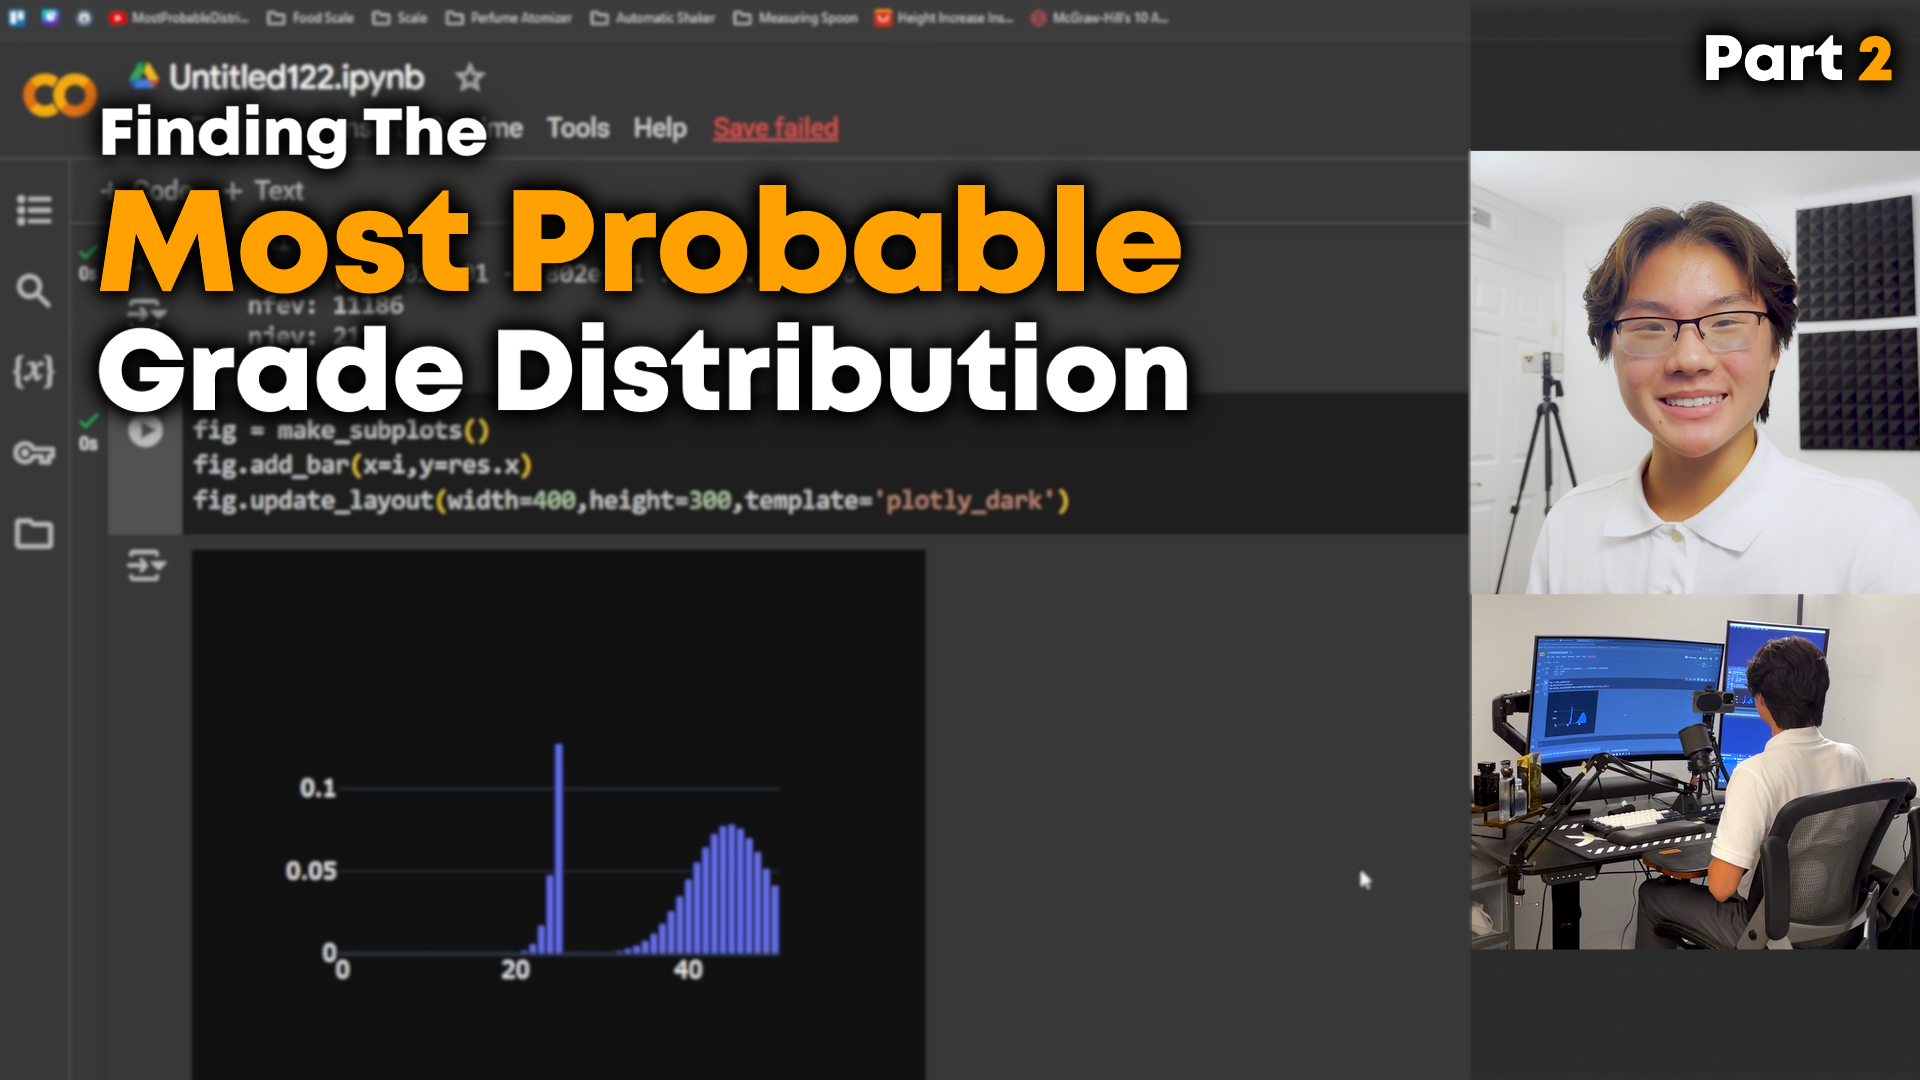 MostProbableDistri...
Food Scale
Scale
Perfume Atomizer
Automatic Shaker
Measuring Spoon
Height Increase Ins...
McGraw-Hill's 10 A...
Part 2
Untitled122.ipynb
Tools Help Save failed
Finding The
+ Code + Text
Most Probable
0s
nfev: 11186
njev: 21
Grade Distribution
0s
fig = make_subplots()
fig.add_bar(x=i,y=res.x)
fig.update_layout(width=400,height=300,template='plotly_dark')
0.1
0.05
0
0 20 40